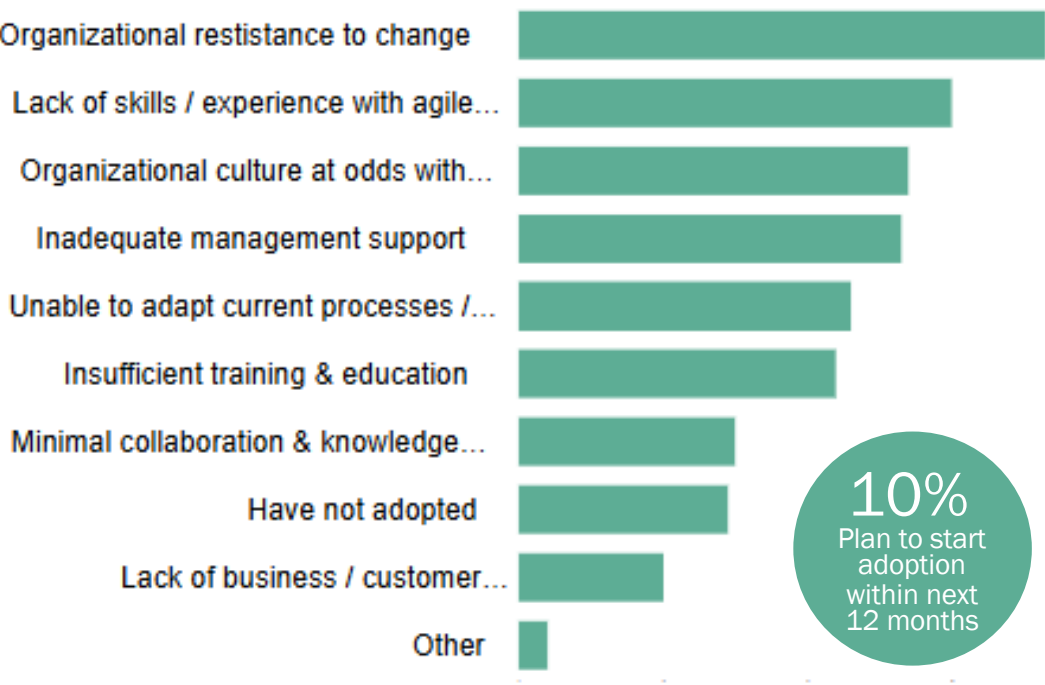 Organizational restistance to change
Lack of skills / experience with agile...
Organizational culture at odds with...
Inadequate management support
Unable to adapt current processes /...
Insufficient training & education
Minimal collaboration & knowledge...
Have not adopted
Lack of business / customer...
Other
10%
Plan to start
adoption
within next
12 months